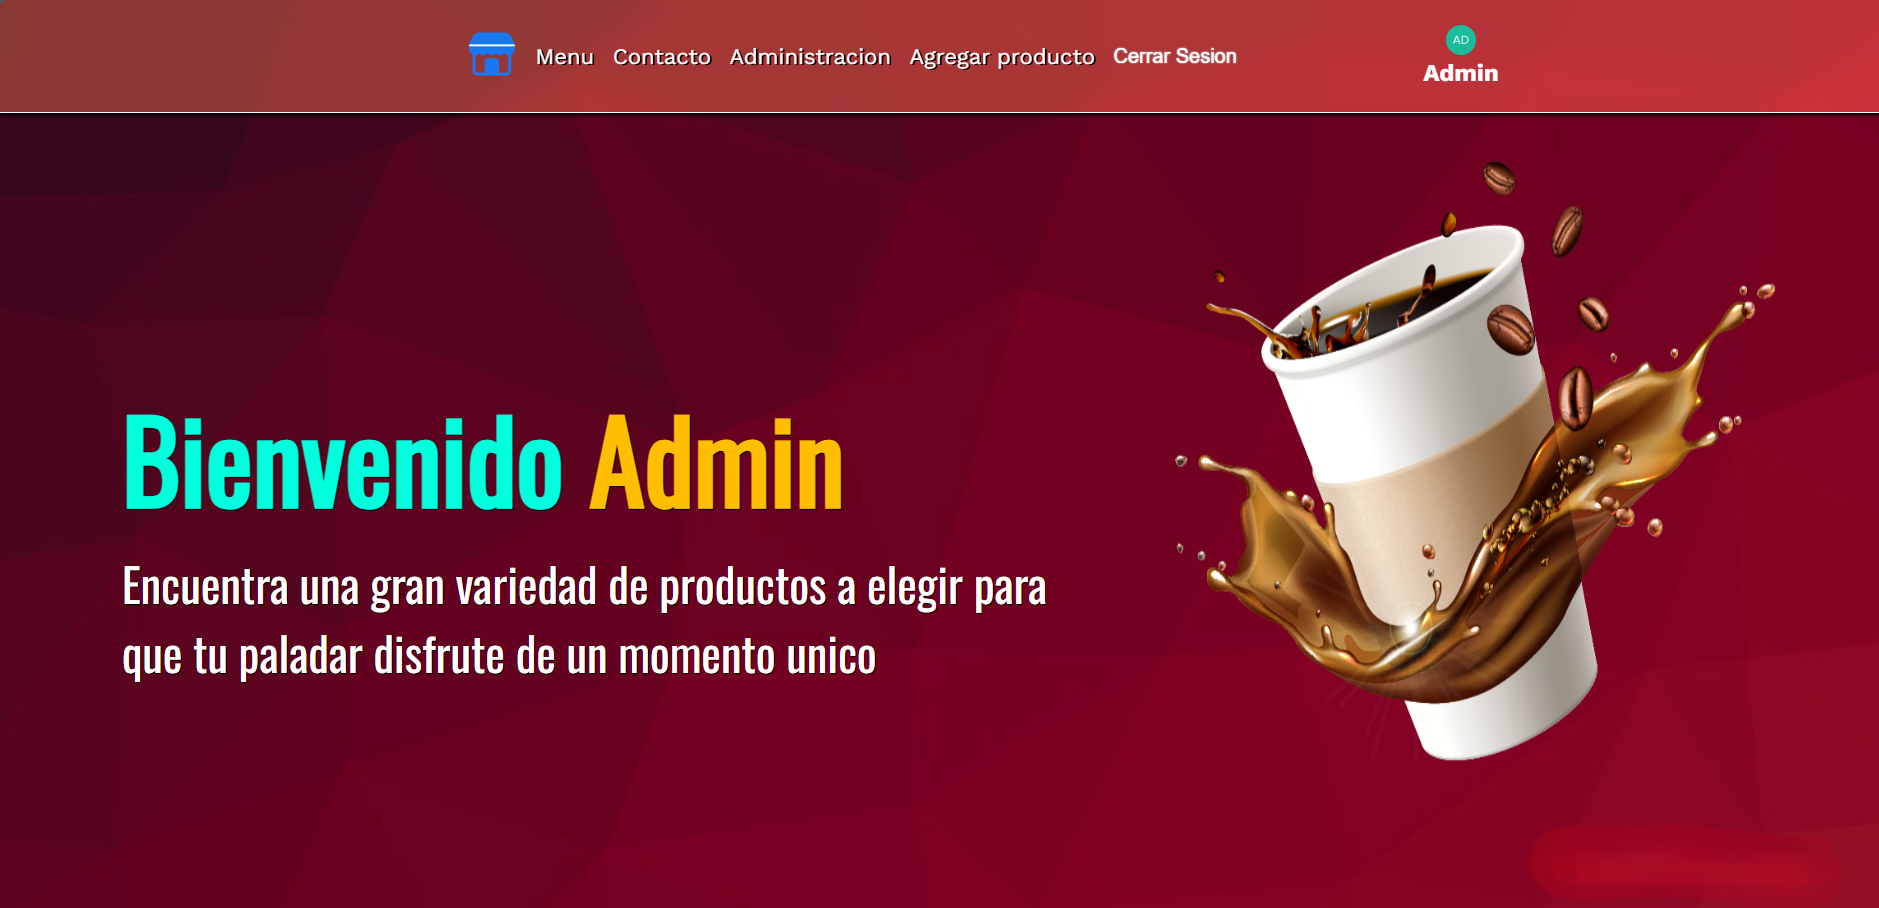 Menu Contacto Administracion Agregar producto Cerrar Sesion
AD
Admin
Bienvenido Admin
Encuentra una gran variedad de productos a elegir para
que tu paladar disfrute de un momento unico